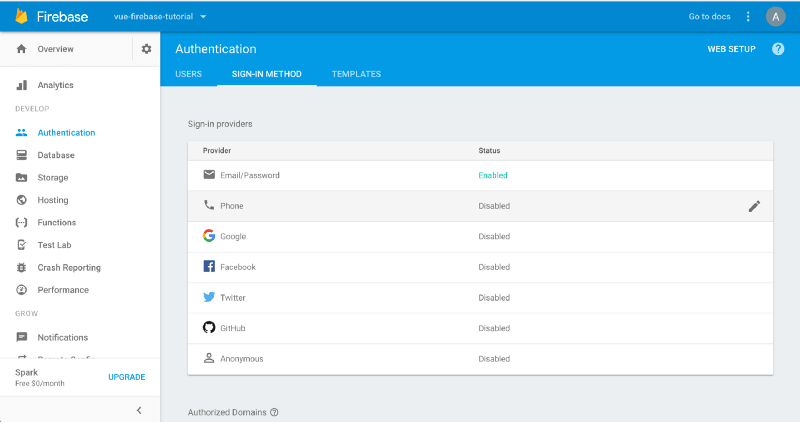 Firebase
vue-firebase-tutorial
Go to docs
A
Overview
Analytics
DEVELOP
Authentication
Database
Storage
Hosting
Functions
Test Lab
Crash Reporting
Performance
GROW
Notifications
Remote Config
Spark
Free $0/month
UPGRADE
Authentication
WEB SETUP
?
USERS SIGN-IN METHOD TEMPLATES
Sign-in providers
Provider Status
Email/Password Enabled
Phone Disabled
Google Disabled
Facebook Disabled
Twitter Disabled
GitHub Disabled
Anonymous Disabled
Authorized Domains ?